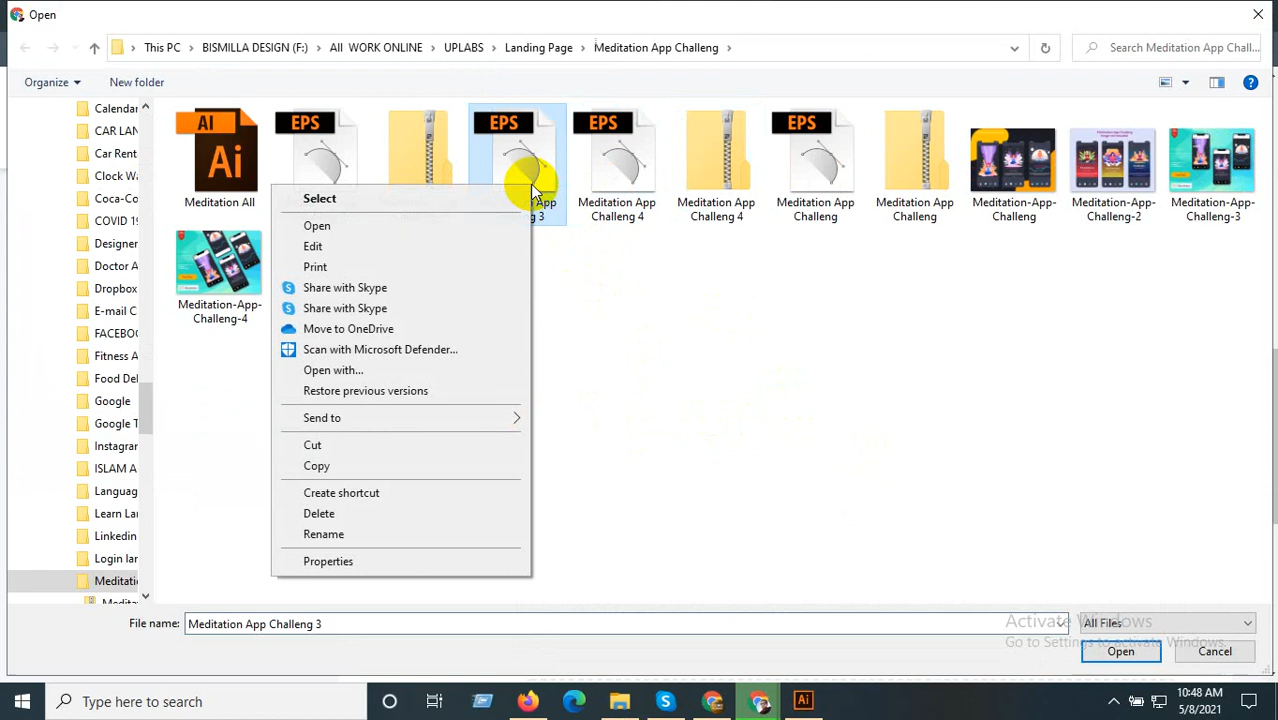 Open
This PC
BISMILLA DESIGN (F:)
All WORK ONLINE
UPLABS
Landing Page
Meditation App Challeng
Search Meditation App Chall...
Organize
New folder
Calendar
CAR LAN
Car Rent
Clock Wa
Coca-Co
COVID 19
Designer
Doctor A
Dropbox
E-mail C
FACEBO
Fitness A
Food Del
Google
Google T
Instagran
ISLAM A
Languag
Learn La
Linkedin
Login lar
Meditatic
AI
Ai
Meditation All
EPS
EPS
App
g 3
EPS
Meditation App
Challeng 4
Meditation App
Challeng 4
EPS
Meditation App
Challeng
Meditation App
Challeng
Meditation-App-
Challeng
Meditation-App-
Challeng-2
Meditation-App-
Challeng-3
Meditation-App-
Challeng-4
Select
Open
Edit
Print
Share with Skype
Share with Skype
Move to OneDrive
Scan with Microsoft Defender...
Open with...
Restore previous versions
Send to
Cut
Copy
Create shortcut
Delete
Rename
Properties
File name:
Meditation App Challeng 3
All Files
Activate Windows
Go to Settings to activate Windows.
Open
Cancel
Type here to search
Ai
10:48 AM
5/8/2021